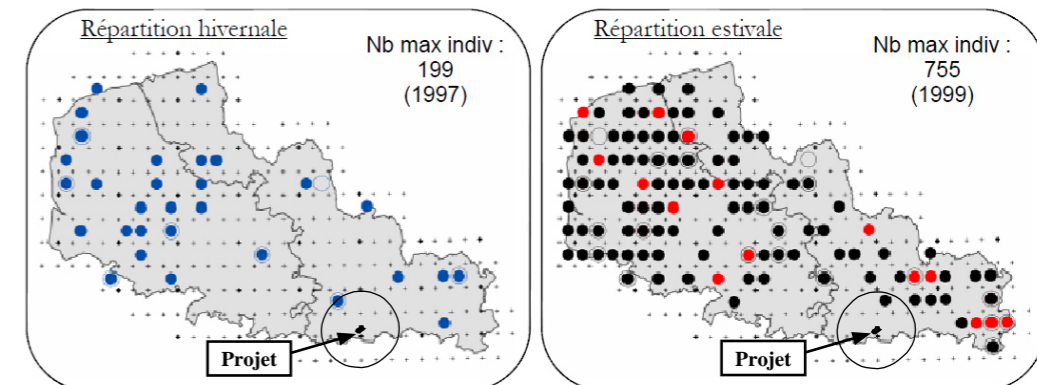 Répartition hivernale
Nb max indiv :
199
(1997)
Projet
Répartition estivale
Nb max indiv :
755
(1999)
Projet